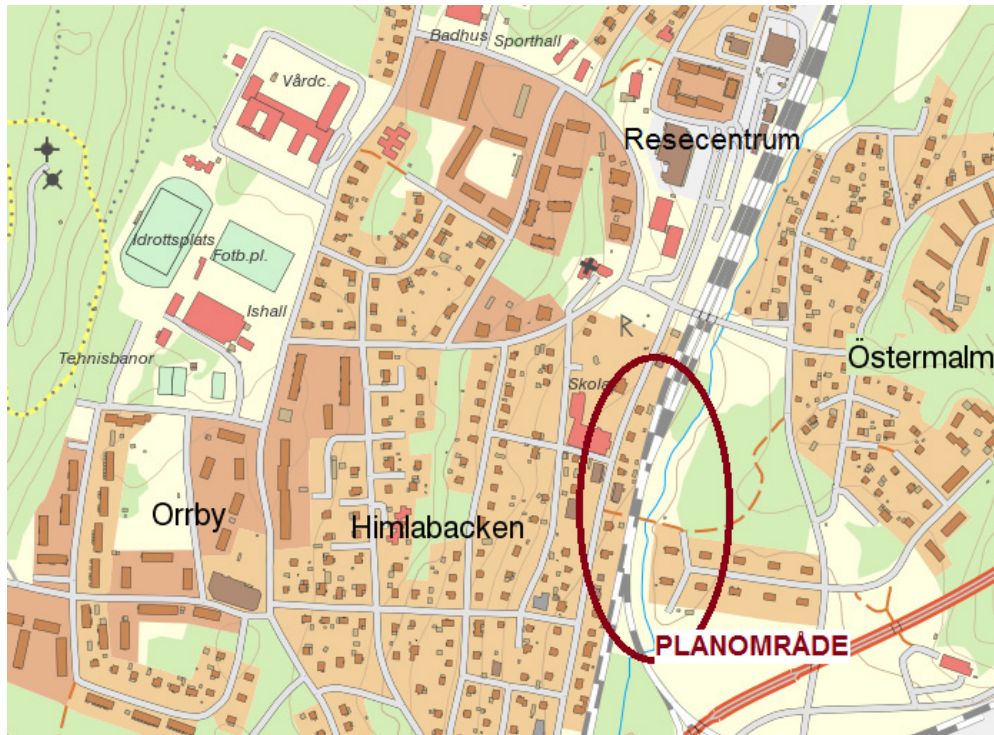 Badhus
Sporthall
Vårdc.
Resecentrum
Idrottsplats
Fotb.pl.
Ishall
R
Tennisbanor
Östermalm
Skola
Orrby
Himlabacken
PLANOMRÅDE